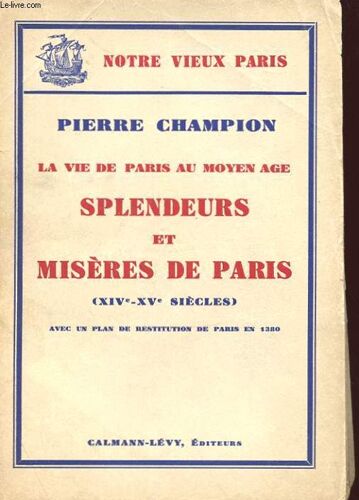 Le-livre.com
NOTRE VIEUX PARIS
PIERRE CHAMPION
LA VIE DE PARIS AU MOYEN AGE
SPLENDEURS
ET
MISÈRES DE PARIS
(XIVᵉ-XVᵉ SIÈCLES)
AVEC UN PLAN DE RESTITUTION DE PARIS EN 1380
CALMANN-LÉVY, ÉDITEURS